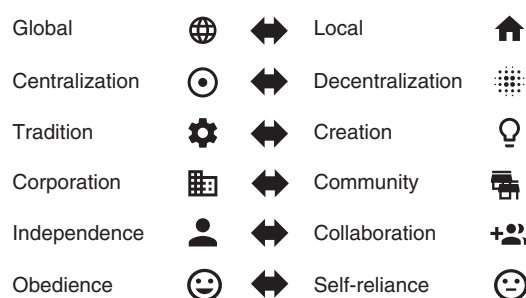 Global Local
Centralization Decentralization
Tradition Creation
Corporation Community
Independence Collaboration
Obedience Self-reliance